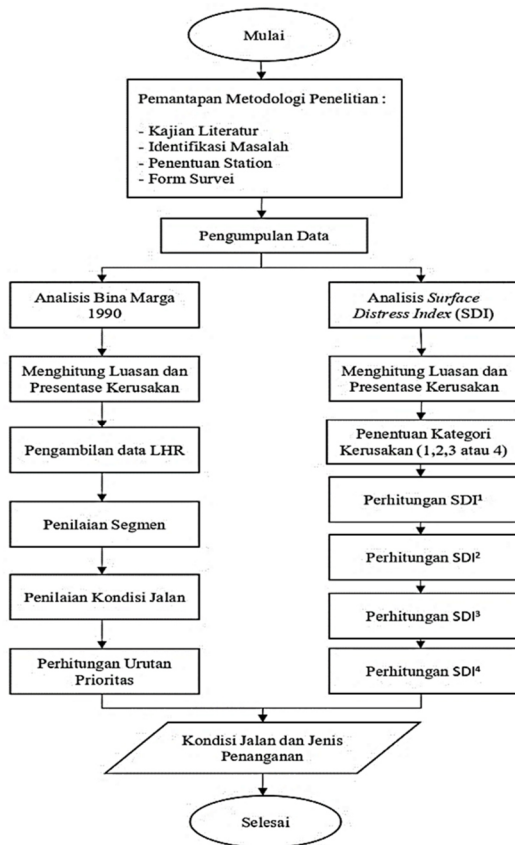 Mulai
Pemantapan Metodologi Penelitian :
- Kajian Literatur
- Identifikasi Masalah
- Penentuan Station
- Form Survei
Pengumpulan Data
Analisis Bina Marga
1990
Menghitung Luasan dan
Presentase Kerusakan
Pengambilan data LHR
Penilaian Segmen
Penilaian Kondisi Jalan
Perhitungan Urutan
Prioritas
Analisis Surface
Distress Index (SDI)
Menghitung Luasan dan
Presentase Kerusakan
Penentuan Kategori
Kerusakan (1,2,3 atau 4)
Perhitungan SDI¹
Perhitungan SDI²
Perhitungan SDI³
Perhitungan SDI⁴
Kondisi Jalan dan Jenis
Penanganan
Selesai